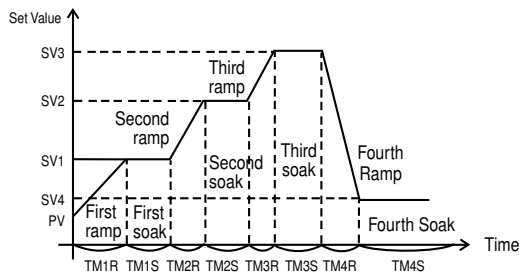 Set Value
SV3
Third
ramp
SV2
Second
ramp
SV1
Second
soak
Third
soak
Fourth
Ramp
SV4
PV
First
ramp
First
soak
Fourth Soak
Time
TM1R TM1S TM2R TM2S TM3R TM3S TM4R TM4S